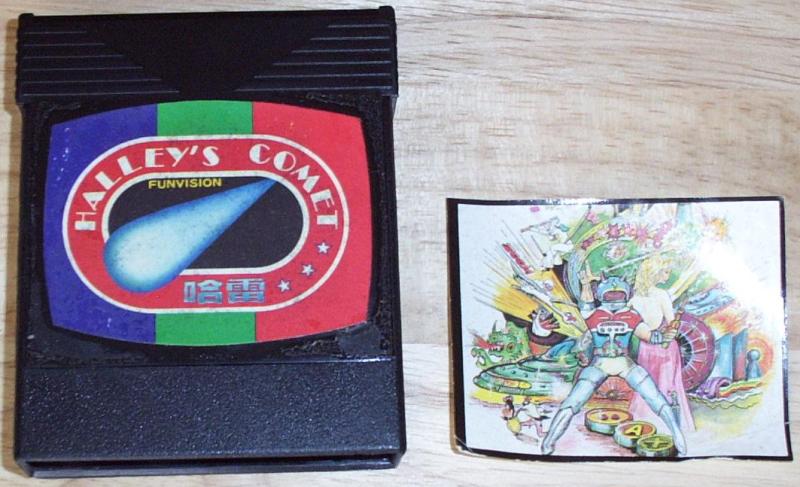 HALLEY'S COMET
FUNVISION
哈雷
A